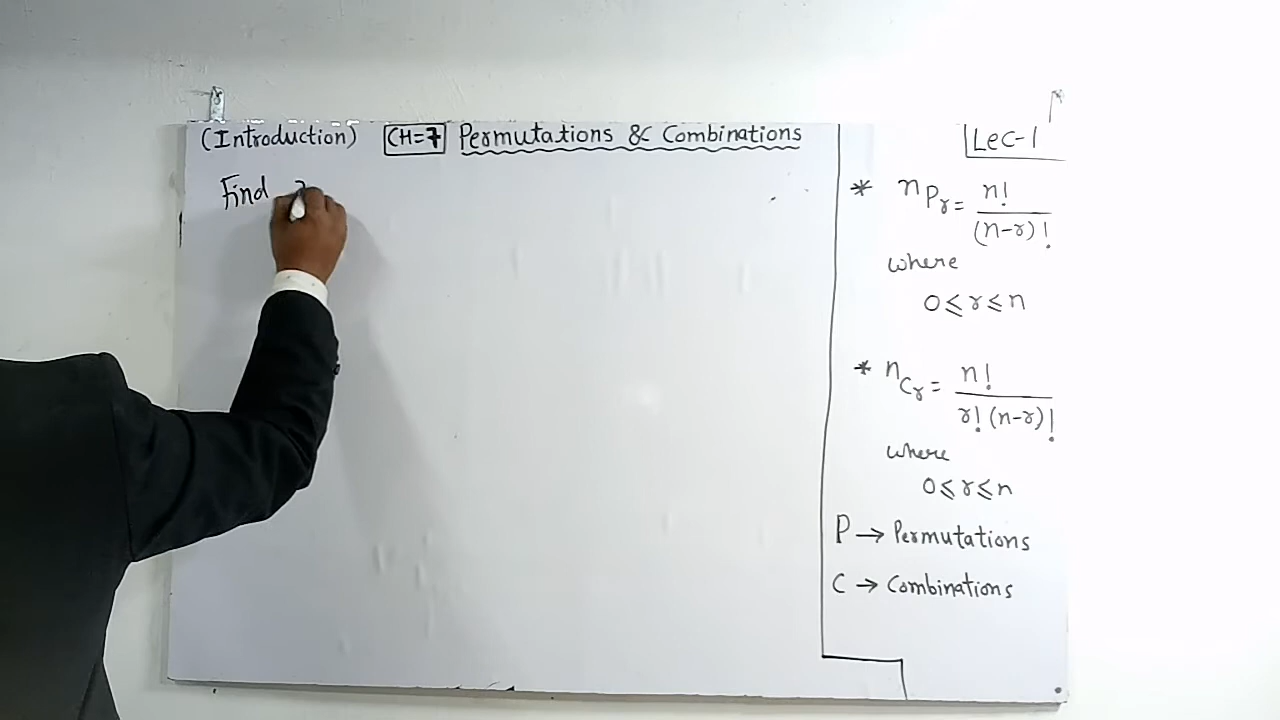 (Introduction) CH=7 Permutations & Combinations
Find
Lec-1
* nPr = n! / (n-r)!
where
0≤r≤n
* nCr = n! / r! (n-r)!
where
0≤r≤n
P → Permutations
C → Combinations